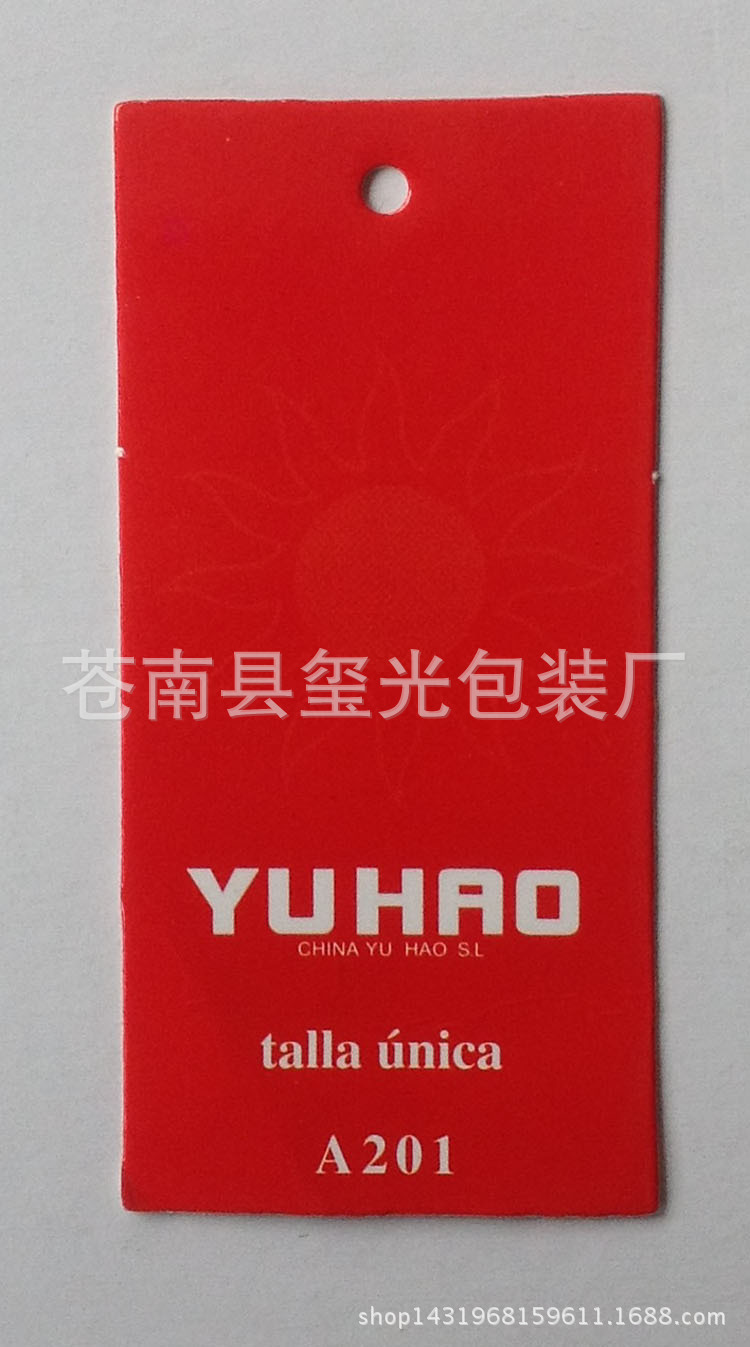 苍南县玺光包装厂
YUHAO
CHINA YU HAO S.L
talla única
A201
shop1431968159611.1688.com